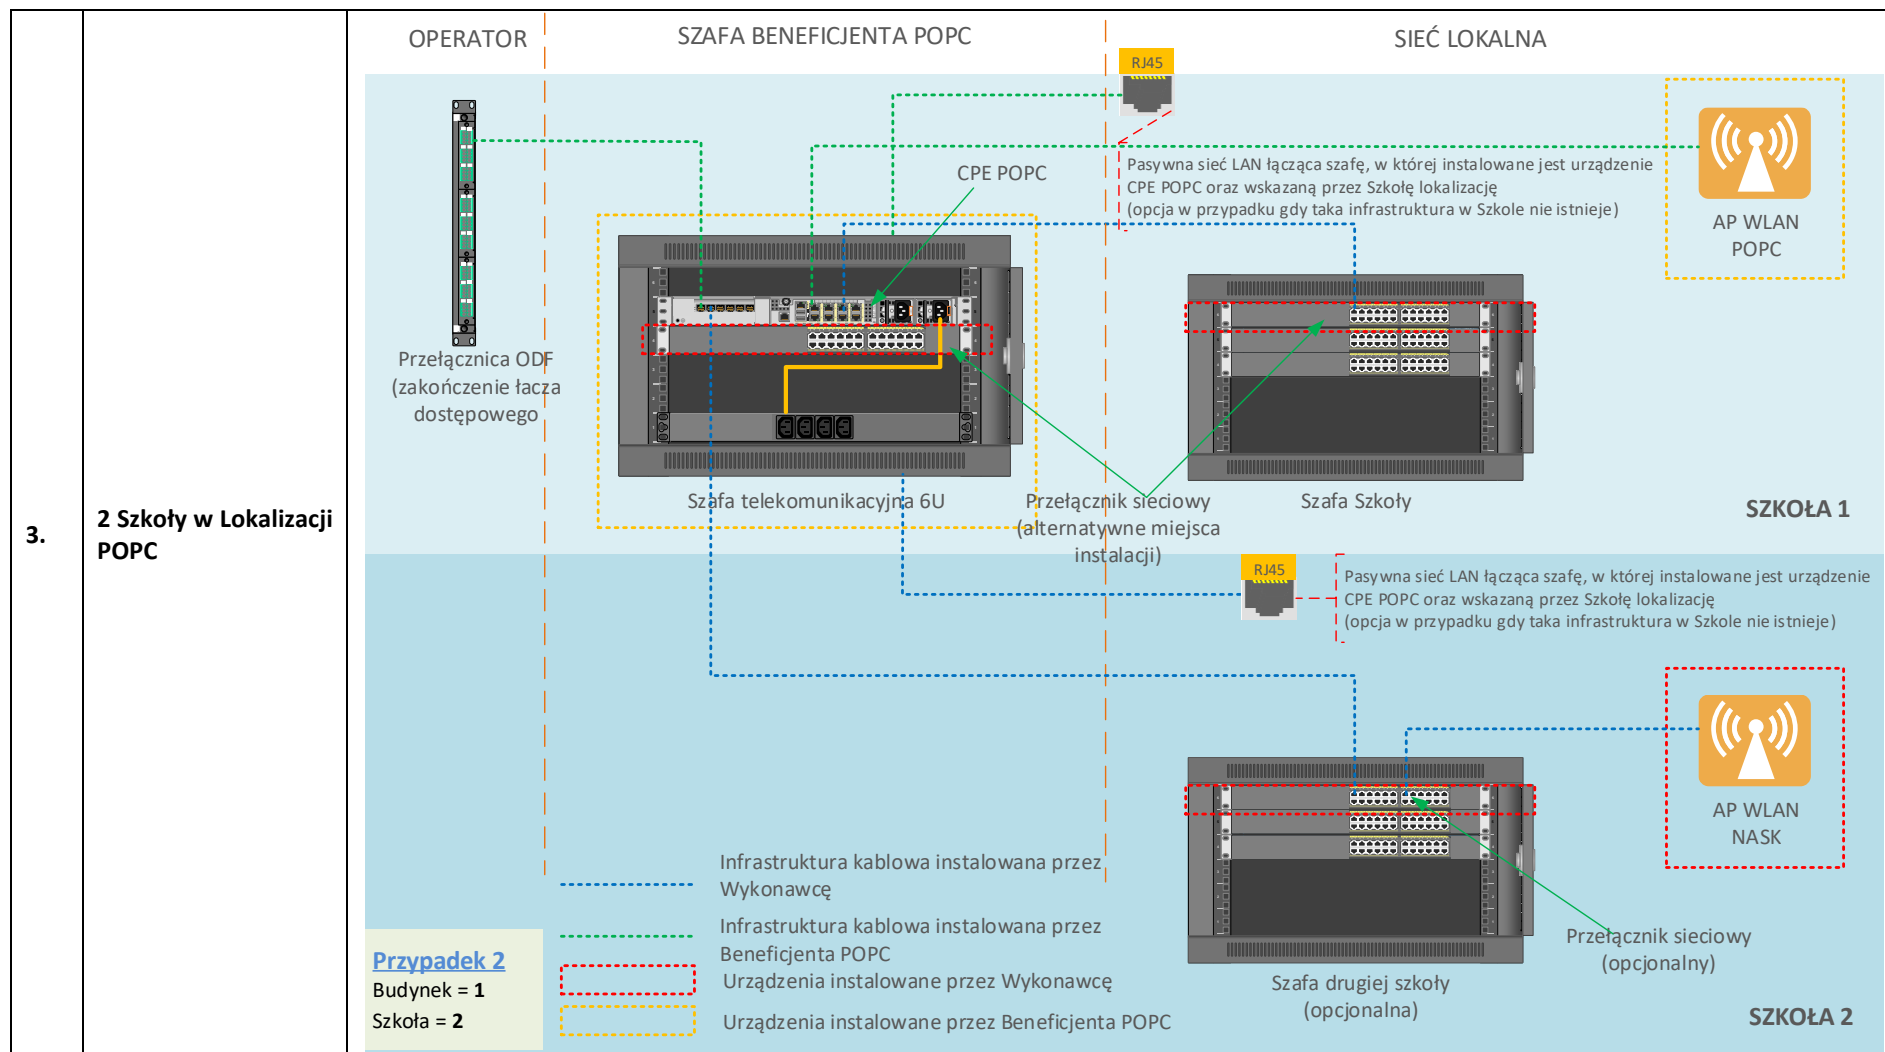 3.
2 Szkoły w Lokalizacji
POPC
OPERATOR
SZAFA BENEFICJENTA POPC
SIEĆ LOKALNA
RJ45
CPE POPC
Pasywna sieć LAN łącząca szafę, w której instalowane jest urządzenie
CPE POPC oraz wskazaną przez Szkołę lokalizację
(opcja w przypadku gdy taka infrastruktura w Szkole nie istnieje)
AP WLAN
POPC
Przełącznica ODF
(zakończenie łacza
dostępowego
Szafa telekomunikacyjna 6U
Przełącznik sieciowy
(alternatywne miejsca
instalacji)
Szafa Szkoły
SZKOŁA 1
RJ45
Pasywna sieć LAN łącząca szafę, w której instalowane jest urządzenie
CPE POPC oraz wskazaną przez Szkołę lokalizację
(opcja w przypadku gdy taka infrastruktura w Szkole nie istnieje)
AP WLAN
NASK
Infrastruktura kablowa instalowana przez
Wykonawcę
Infrastruktura kablowa instalowana przez
Beneficjenta POPC
Urządzenia instalowane przez Wykonawcę
Urządzenia instalowane przez Beneficjenta POPC
Przełącznik sieciowy
(opcjonalny)
Szafa drugiej szkoły
(opcjonalna)
SZKOŁA 2
Przypadek 2
Budynek = 1
Szkoła = 2